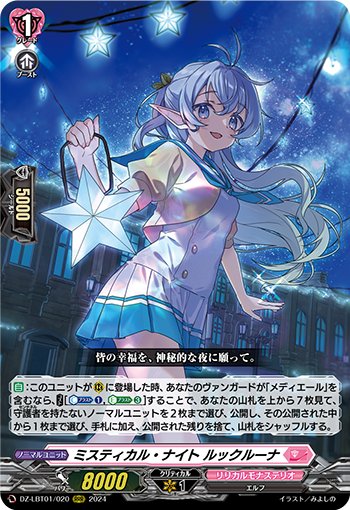 1
グレード
ブースト
5000
シールド
皆の幸福を、神秘的な夜に願って。
自:このユニットがRに登場した時、あなたのヴァンガードが「メディエール」を
含むなら、【コスト】[CB1、SB1]することで、あなたの山札を上から7枚見て、
守護者を持たないノーマルユニットを2枚まで選び、公開し、その公開された中
から1枚まで選び、手札に加え、公開された残りを捨て、山札をシャッフルする。
ノーマルユニット
ミスティカル・ナイト ルックルーナ
パワー 8000
クリティカル
1
リリカルモナステリオ
エルフ
DZ-LBT01/020 RRR 2024
イラスト/みよしの